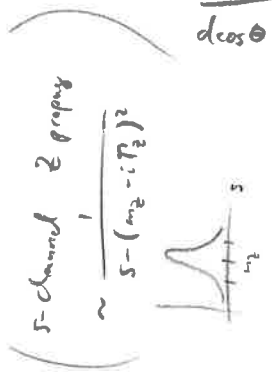 d cos θ
s-channel Z propag
~ 1 / s-(m_Z - iΓ_Z)²
s
m_Z